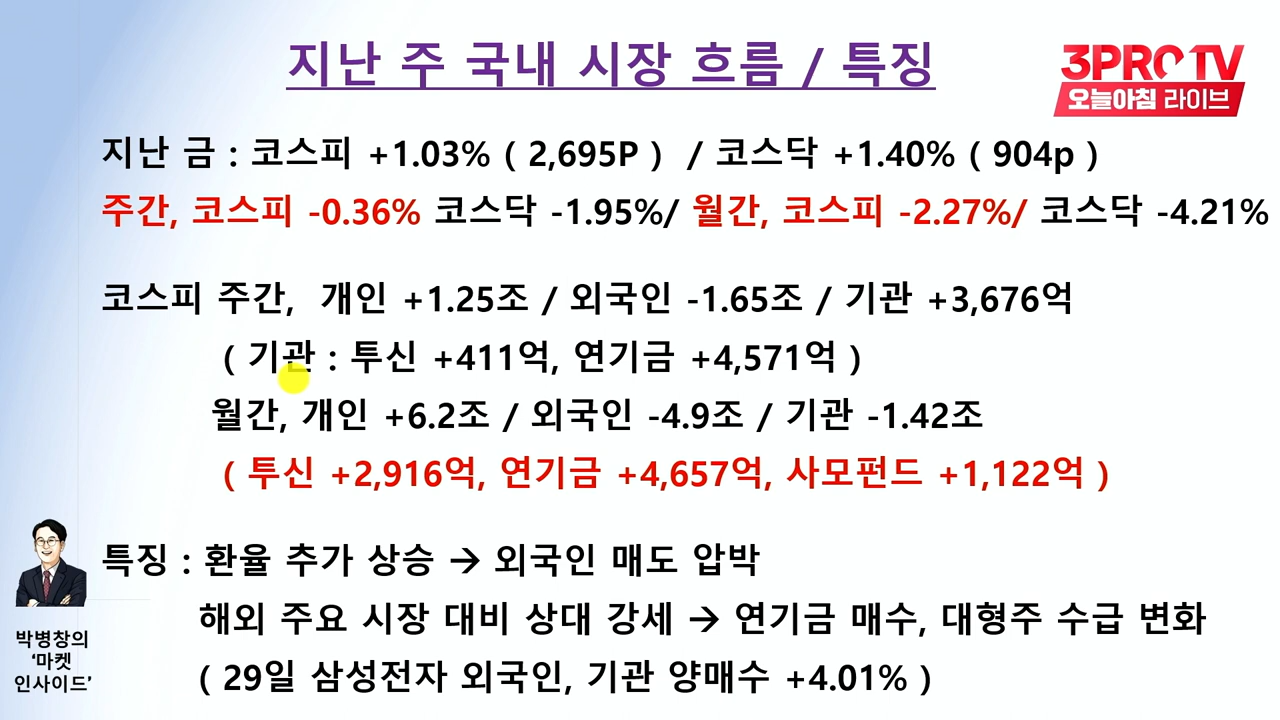 지난 주 국내 시장 흐름 / 특징
3PRO TV
오늘아침 라이브
지난 금 : 코스피 +1.03% ( 2,695P ) / 코스닥 +1.40% ( 904p )
주간, 코스피 -0.36% 코스닥 -1.95%/ 월간, 코스피 -2.27%/ 코스닥 -4.21%
코스피 주간, 개인 +1.25조 / 외국인 -1.65조 / 기관 +3,676억
( 기관 : 투신 +411억, 연기금 +4,571억 )
월간, 개인 +6.2조 / 외국인 -4.9조 / 기관 -1.42조
( 투신 +2,916억, 연기금 +4,657억, 사모펀드 +1,122억 )
특징 : 환율 추가 상승 → 외국인 매도 압박
해외 주요 시장 대비 상대 강세 → 연기금 매수, 대형주 수급 변화
( 29일 삼성전자 외국인, 기관 양매수 +4.01% )
박병창의
‘마켓
인사이드’